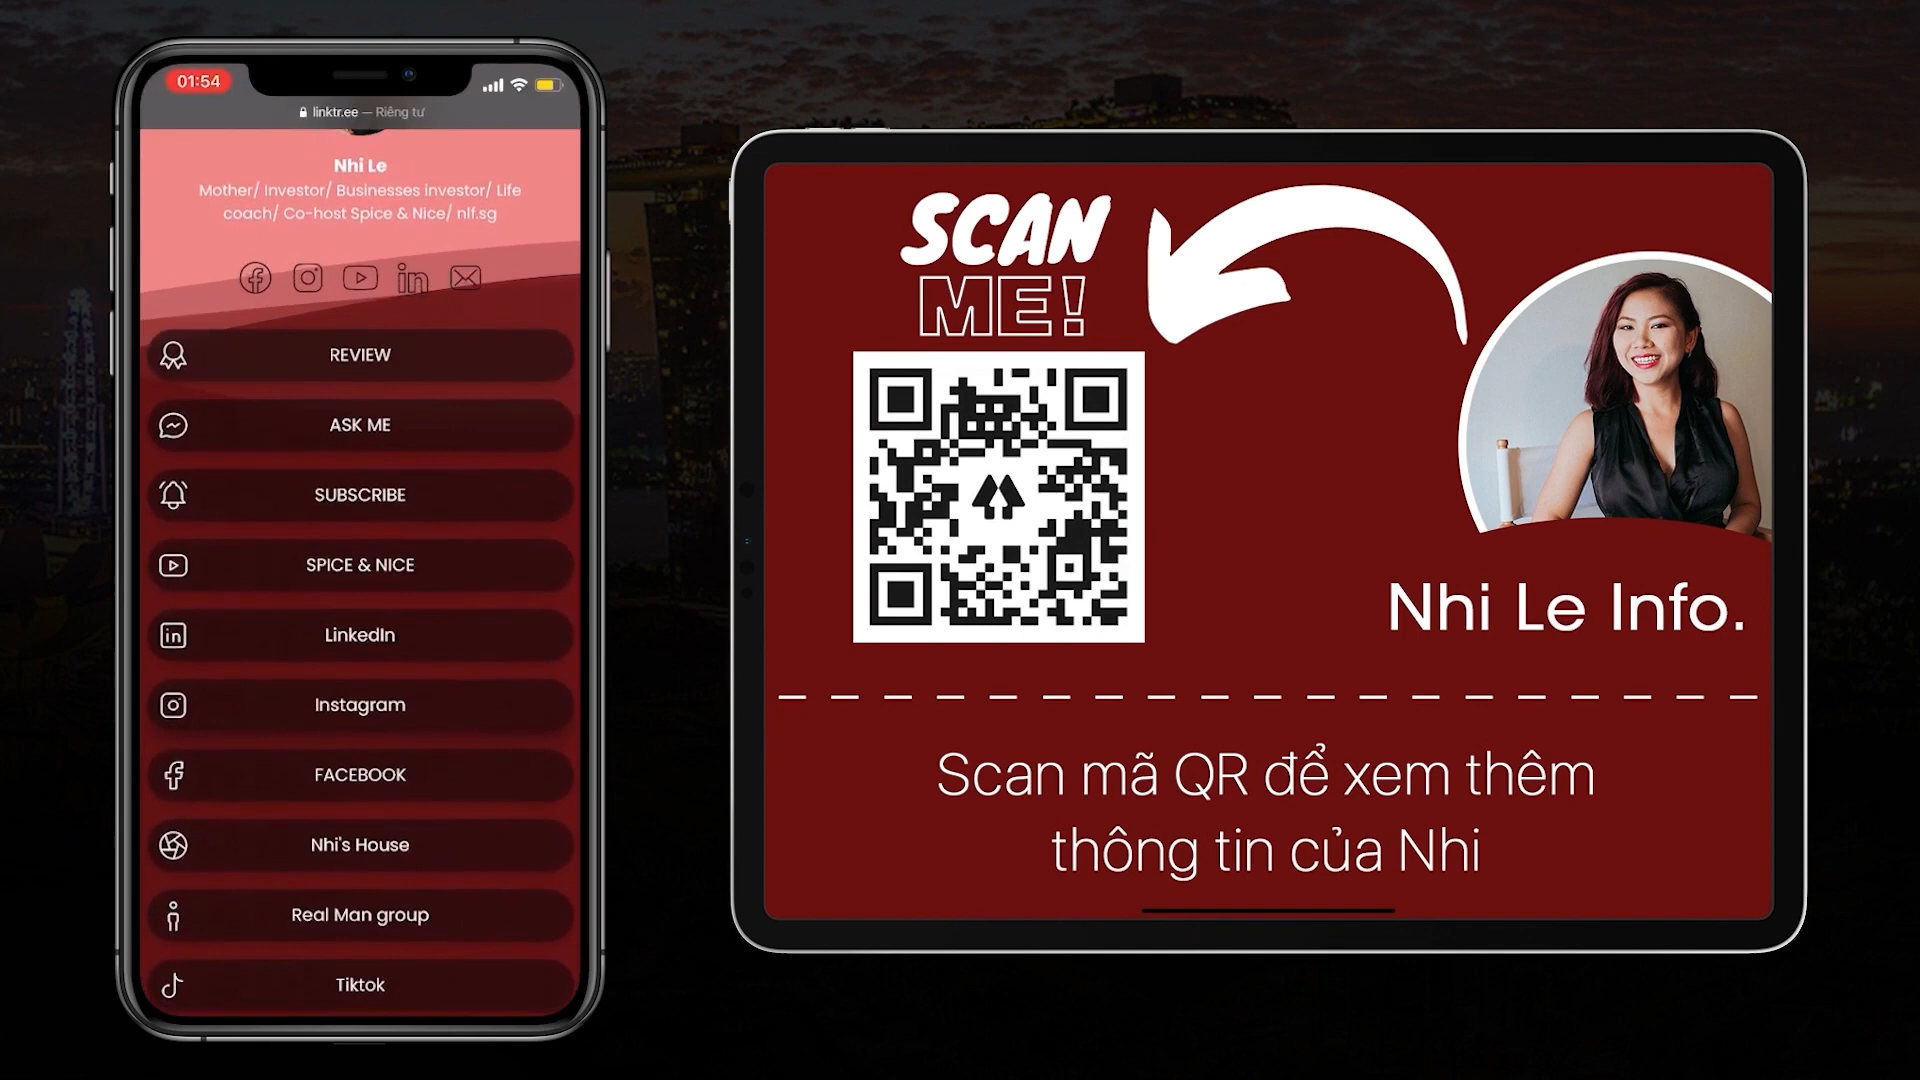 01:54
linktr.ee — Riêng tư
Nhi Le
Mother/ Investor/ Businesses investor/ Life
coach/ Co-host Spice & Nice/ nlf.sg
REVIEW
ASK ME
SUBSCRIBE
SPICE & NICE
LinkedIn
Instagram
FACEBOOK
Nhi's House
Real Man group
Tiktok
SCAN
ME!
Nhi Le Info.
Scan mã QR để xem thêm
thông tin của Nhi